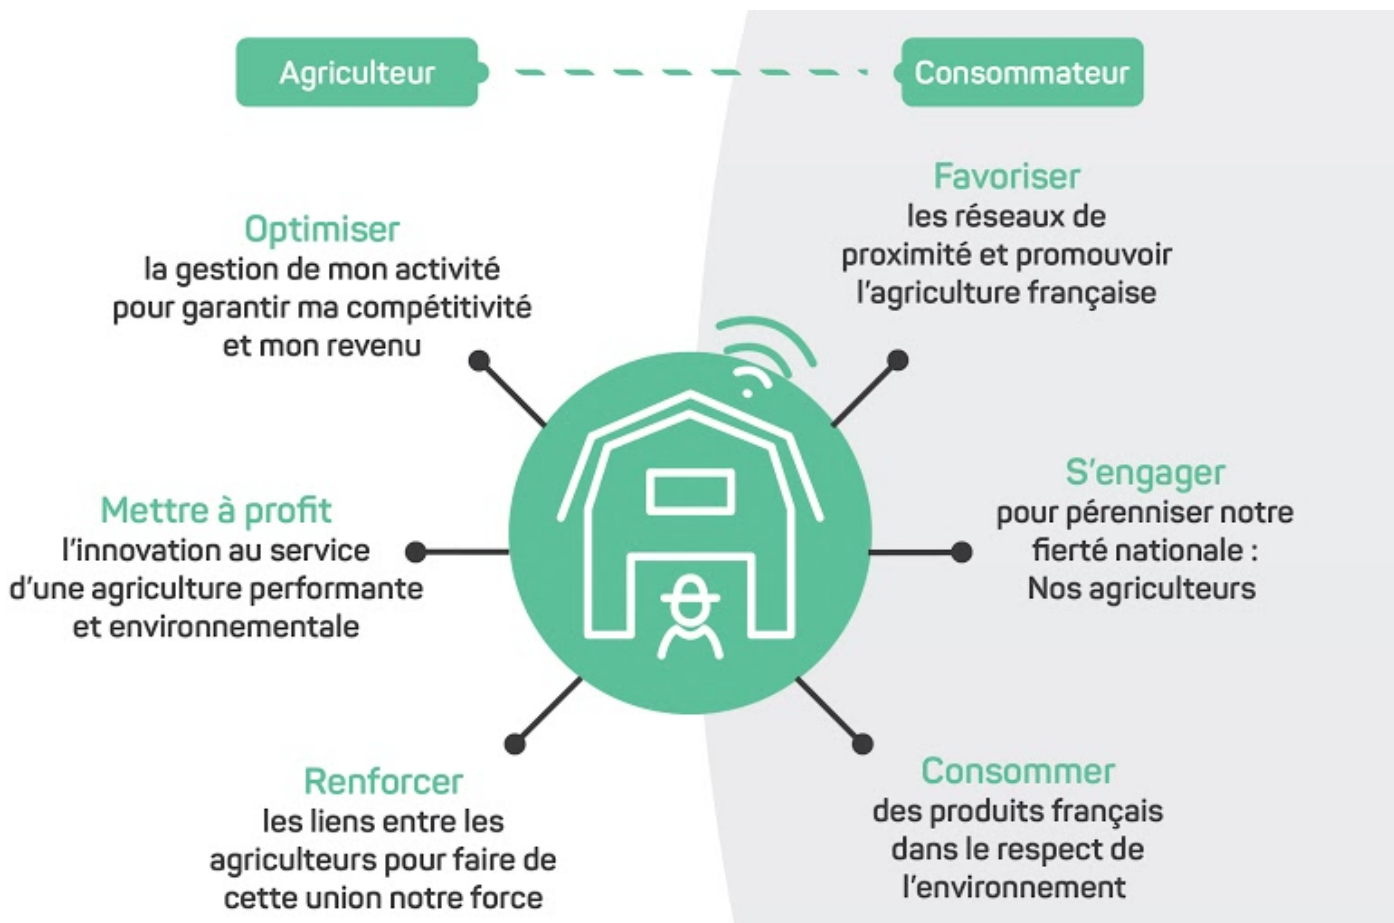 Agriculteur
Consommateur
Optimiser
la gestion de mon activité
pour garantir ma compétitivité
et mon revenu
Mettre à profit
l'innovation au service
d'une agriculture performante
et environnementale
Renforcer
les liens entre les
agriculteurs pour faire de
cette union notre force
Favoriser
les réseaux de
proximité et promouvoir
l'agriculture française
S'engager
pour pérenniser notre
fierté nationale :
Nos agriculteurs
Consommer
des produits français
dans le respect de
l'environnement